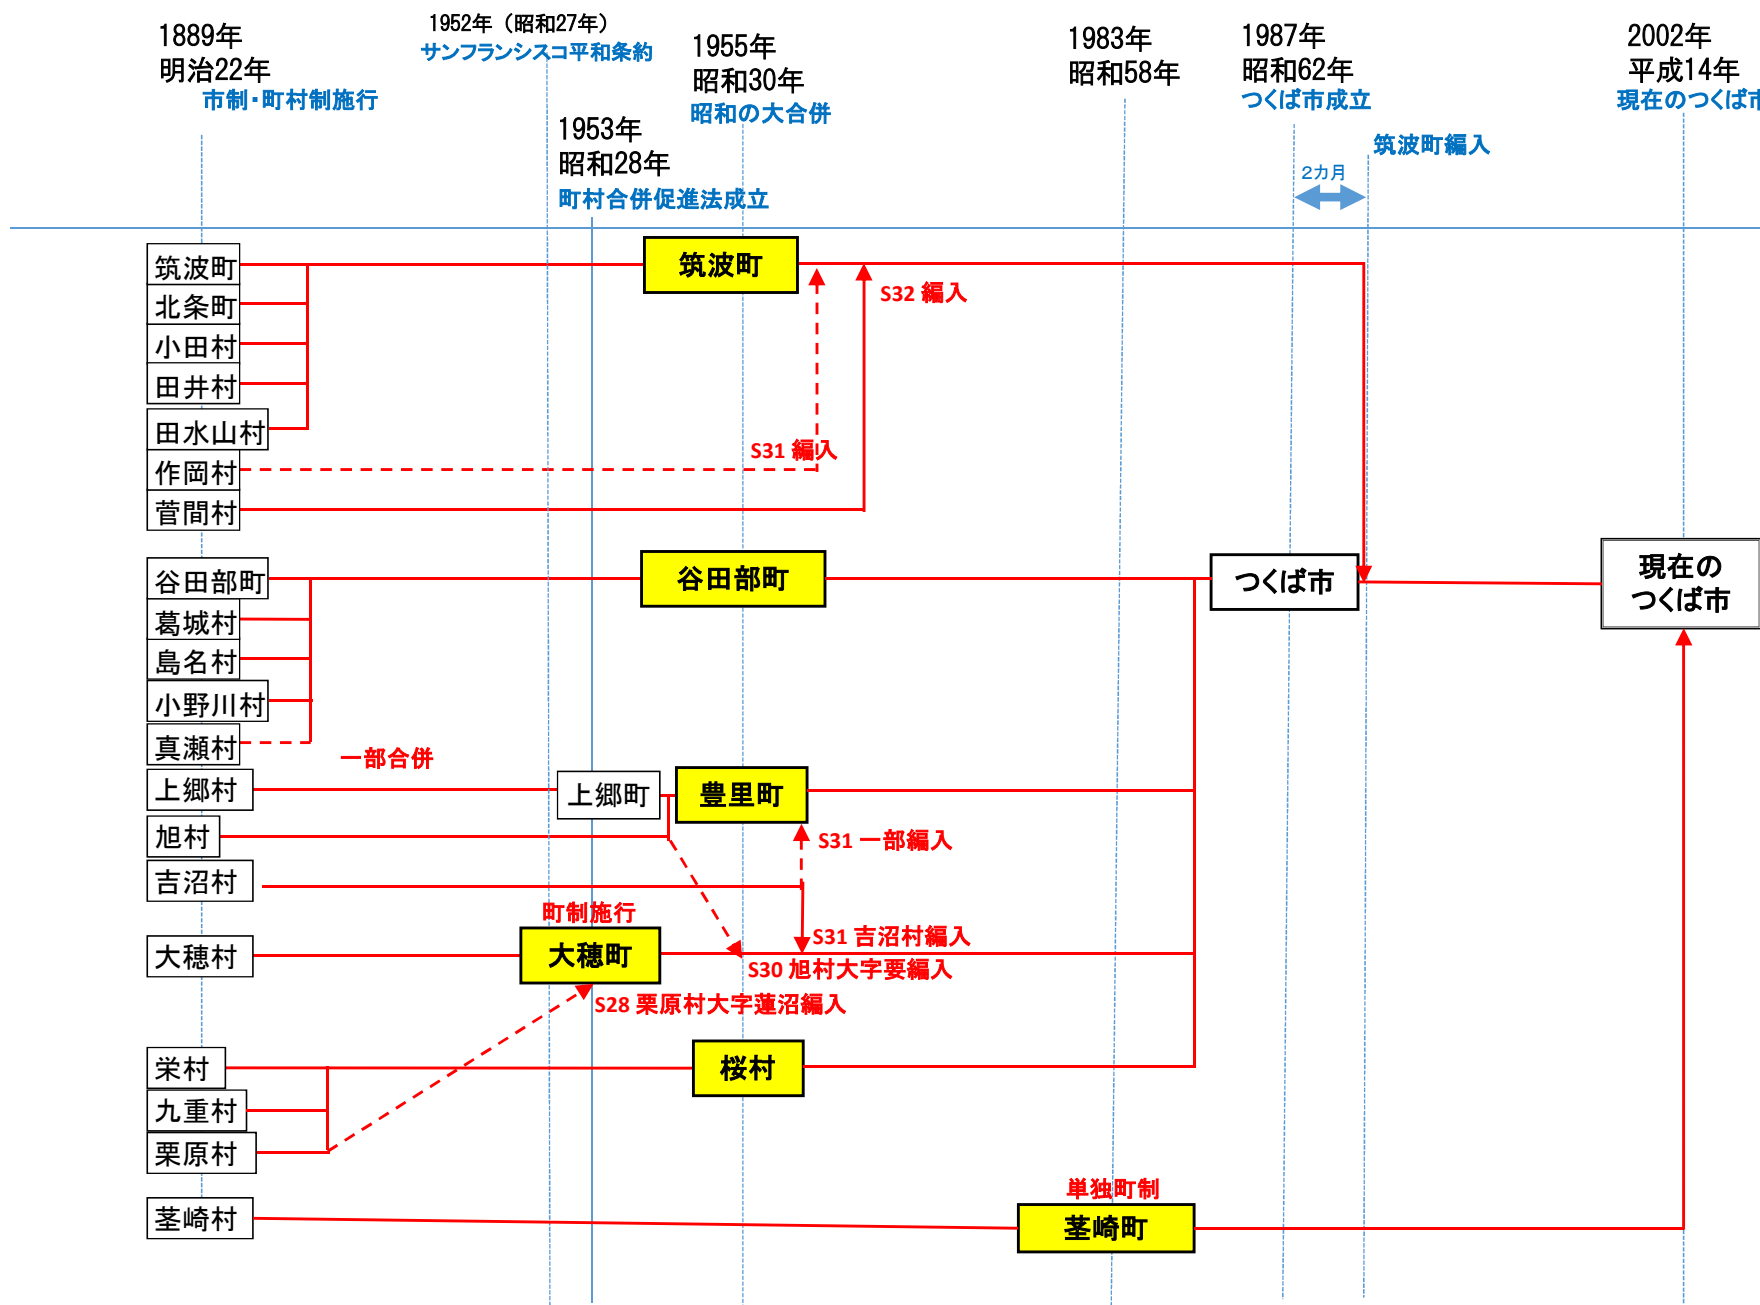 1889年
明治22年
市制・町村制施行
1952年（昭和27年）
サンフランシスコ平和条約
1953年
昭和28年
町村合併促進法成立
1955年
昭和30年
昭和の大合併
1983年
昭和58年
1987年
昭和62年
つくば市成立
2カ月
筑波町編入
2002年
平成14年
現在のつくば市
筑波町
北条町
小田村
田井村
田水山村
作岡村
菅間村
筑波町
S31 編入
S32 編入
谷田部町
葛城村
島名村
小野川村
真瀬村
一部合併
谷田部町
つくば市
現在の
つくば市
上郷村
旭村
吉沼村
上郷町
豊里町
S31 一部編入
大穂村
町制施行
大穂町
S31 吉沼村編入
S30 旭村大字要編入
S28 栗原村大字蓮沼編入
栄村
九重村
栗原村
桜村
茎崎村
単独町制
茎崎町